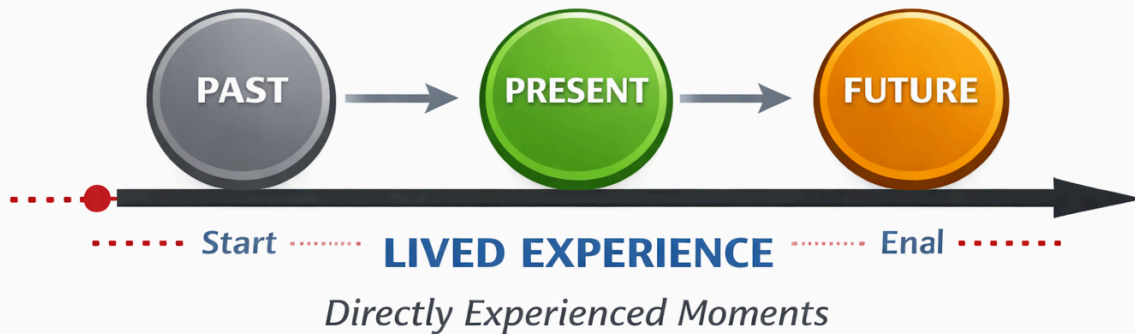 PAST PRESENT FUTURE
Start Enal
LIVED EXPERIENCE
Directly Experienced Moments